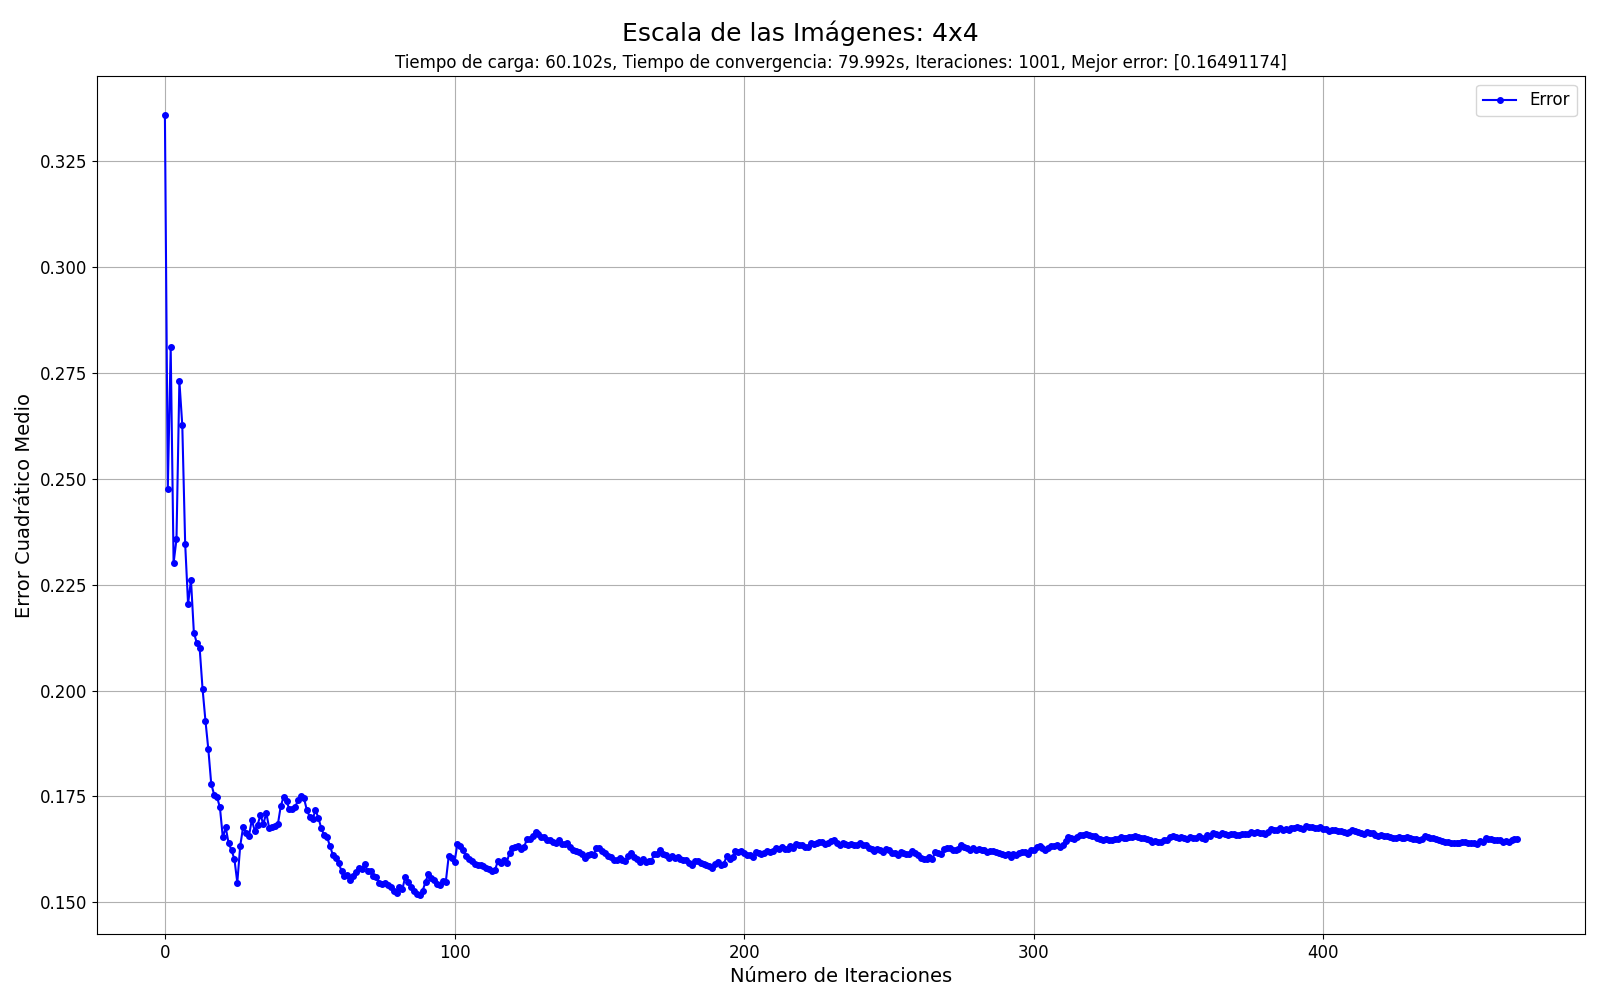 Escala de las Imágenes: 4x4
Tiempo de carga: 60.102s, Tiempo de convergencia: 79.992s, Iteraciones: 1001, Mejor error: [0.16491174]
Error
Error Cuadrático Medio
0.325
0.300
0.275
0.250
0.225
0.200
0.175
0.150
0 100 200 300 400
Número de Iteraciones